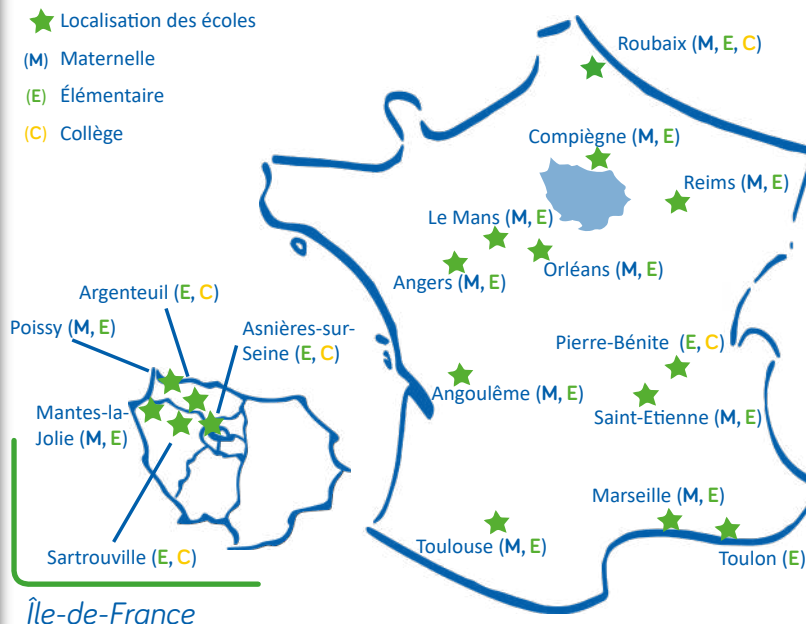 Localisation des écoles
(M) Maternelle
(E) Élémentaire
(C) Collège
Roubaix (M, E, C)
Compiègne (M, E)
Reims (M, E)
Le Mans (M, E)
Angers (M, E)
Orléans (M, E)
Argenteuil (E, C)
Poissy (M, E)
Asnières-sur-
Seine (E, C)
Mantes-la-
Jolie (M, E)
Sartrouville (E, C)
Île-de-France
Pierre-Bénite (E, C)
Angoulême (M, E)
Saint-Etienne (M, E)
Marseille (M, E)
Toulouse (M, E)
Toulon (E)